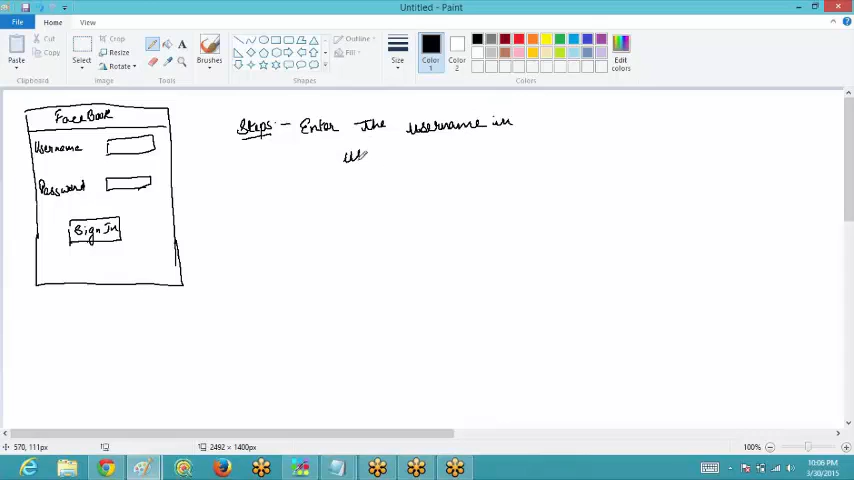 Untitled - Paint
File
Home
View
Paste
Cut
Copy
Clipboard
Select
Crop
Resize
Rotate
Image
A
Tools
Brushes
Shapes
Outline
Fill
Size
Color 1
Color 2
Colors
Edit colors
FaceBook
Username
Password
Sign In
Steps - Enter the username in
us
570, 111px
2492 × 1400px
100%
10:06 PM
3/30/2015